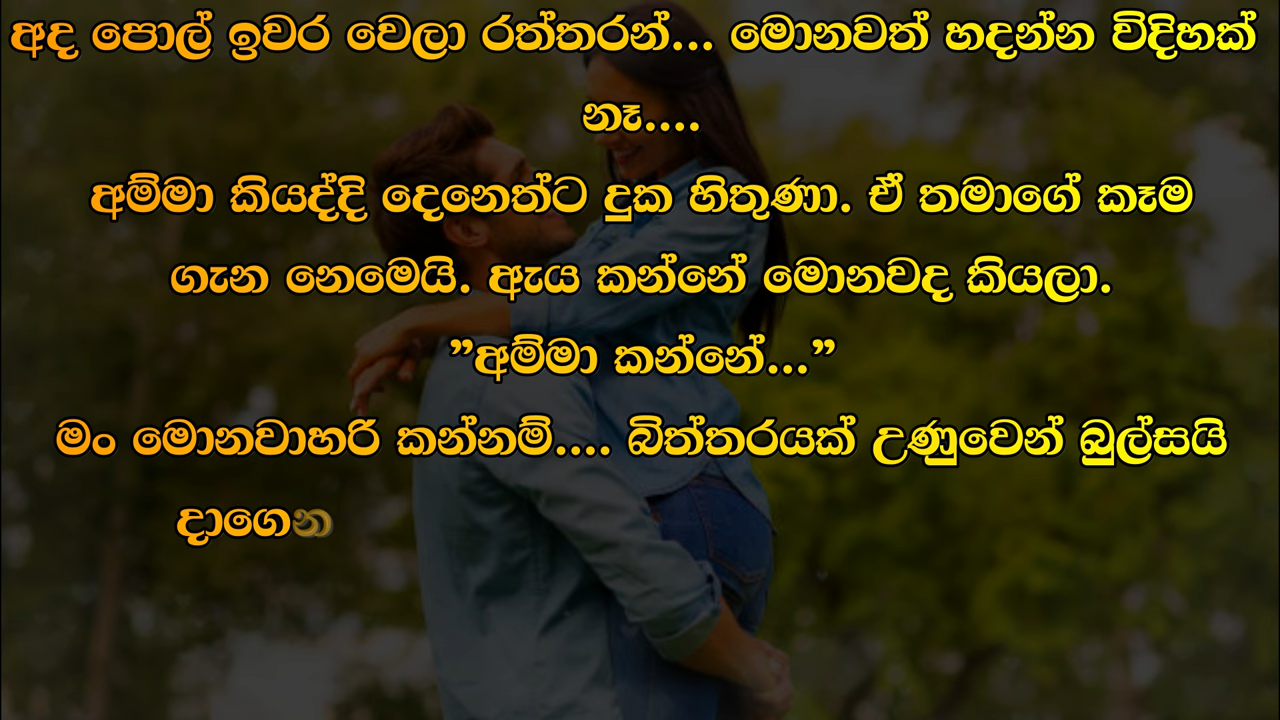 අද පොල් ඉවර වෙලා රත්තරන්... මොනවත් හදන්න විදිහක්
නෑ....
අම්මා කියද්දි දෙනෙත්ට දුක හිතුණා. ඒ තමාගේ කෑම
ගැන නෙමෙයි. ඇය කන්නේ මොනවද කියලා.
”අම්මා කන්නේ...”
මං මොනවාහරි කන්නම්.... බිත්තරයක් උණුවෙන් බුල්සයි
දාගෙන